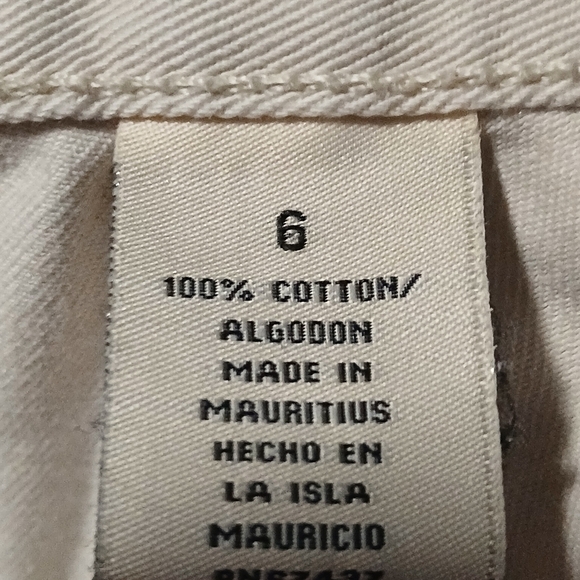 6
100% COTTON/
ALGODON
MADE IN
MAURITIUS
HECHO EN
LA ISLA
MAURICIO